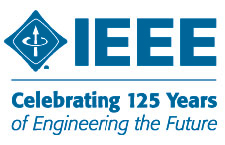 IEEE
Celebrating 125 Years
of Engineering the Future